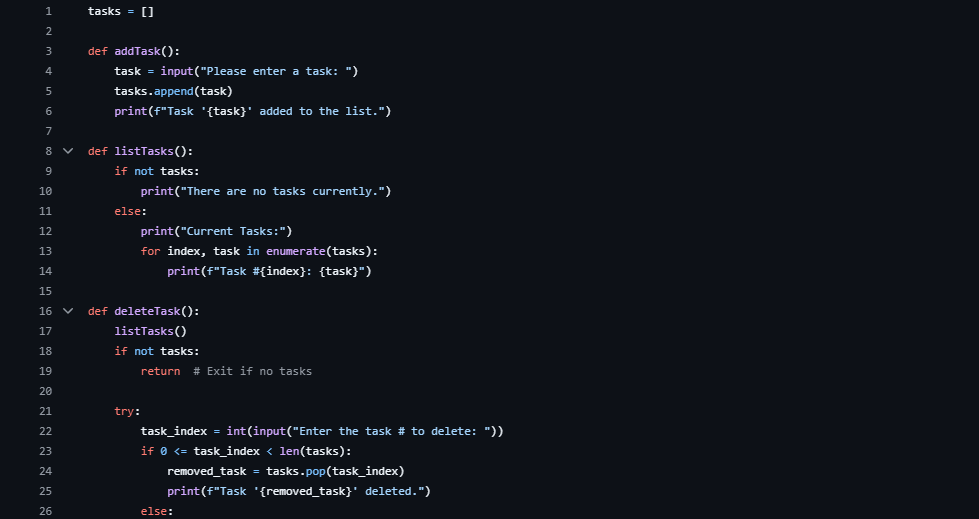 1 tasks = []
2
3 def addTask():
4     task = input("Please enter a task: ")
5     tasks.append(task)
6     print(f"Task '{task}' added to the list.")
7
8 def listTasks():
9     if not tasks:
10         print("There are no tasks currently.")
11     else:
12         print("Current Tasks:")
13         for index, task in enumerate(tasks):
14             print(f"Task #{index}: {task}")
15
16 def deleteTask():
17     listTasks()
18     if not tasks:
19         return  # Exit if no tasks
20
21     try:
22         task_index = int(input("Enter the task # to delete: "))
23         if 0 <= task_index < len(tasks):
24             removed_task = tasks.pop(task_index)
25             print(f"Task '{removed_task}' deleted.")
26         else: